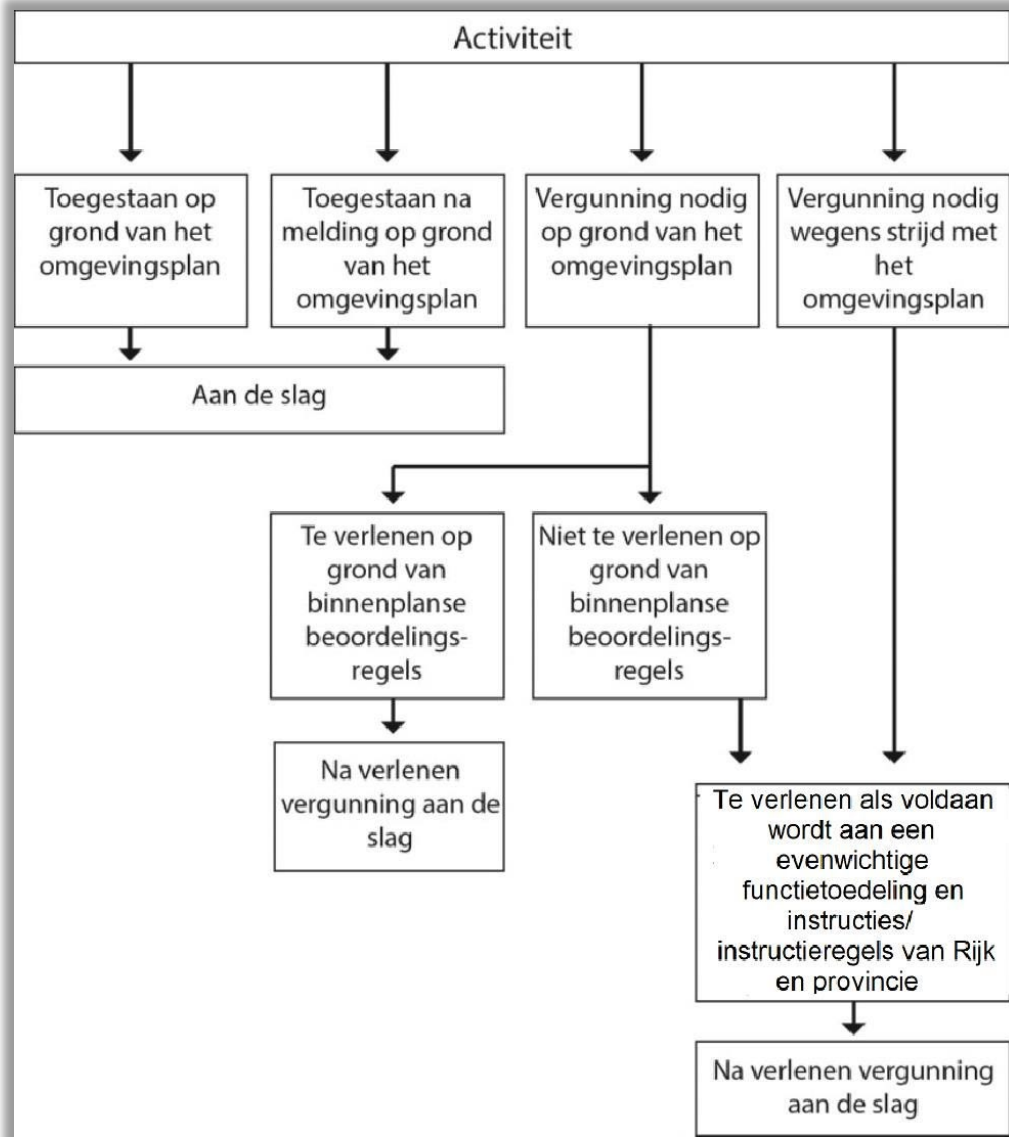 Activiteit
Toegestaan op
grond van het
omgevingsplan
Toegestaan na
melding op grond
van het
omgevingsplan
Vergunning nodig
op grond van het
omgevingsplan
Vergunning nodig
wegens strijd met
het
omgevingsplan
Aan de slag
Te verlenen op
grond van
binnenplanse
beoordelings-
regels
Niet te verlenen op
grond van
binnenplanse
beoordelings-
regels
Na verlenen
vergunning aan de
slag
Te verlenen als voldaan
wordt aan een
evenwichtige
functietoedeling en
instructies/
instructieregels van Rijk
en provincie
Na verlenen vergunning
aan de slag